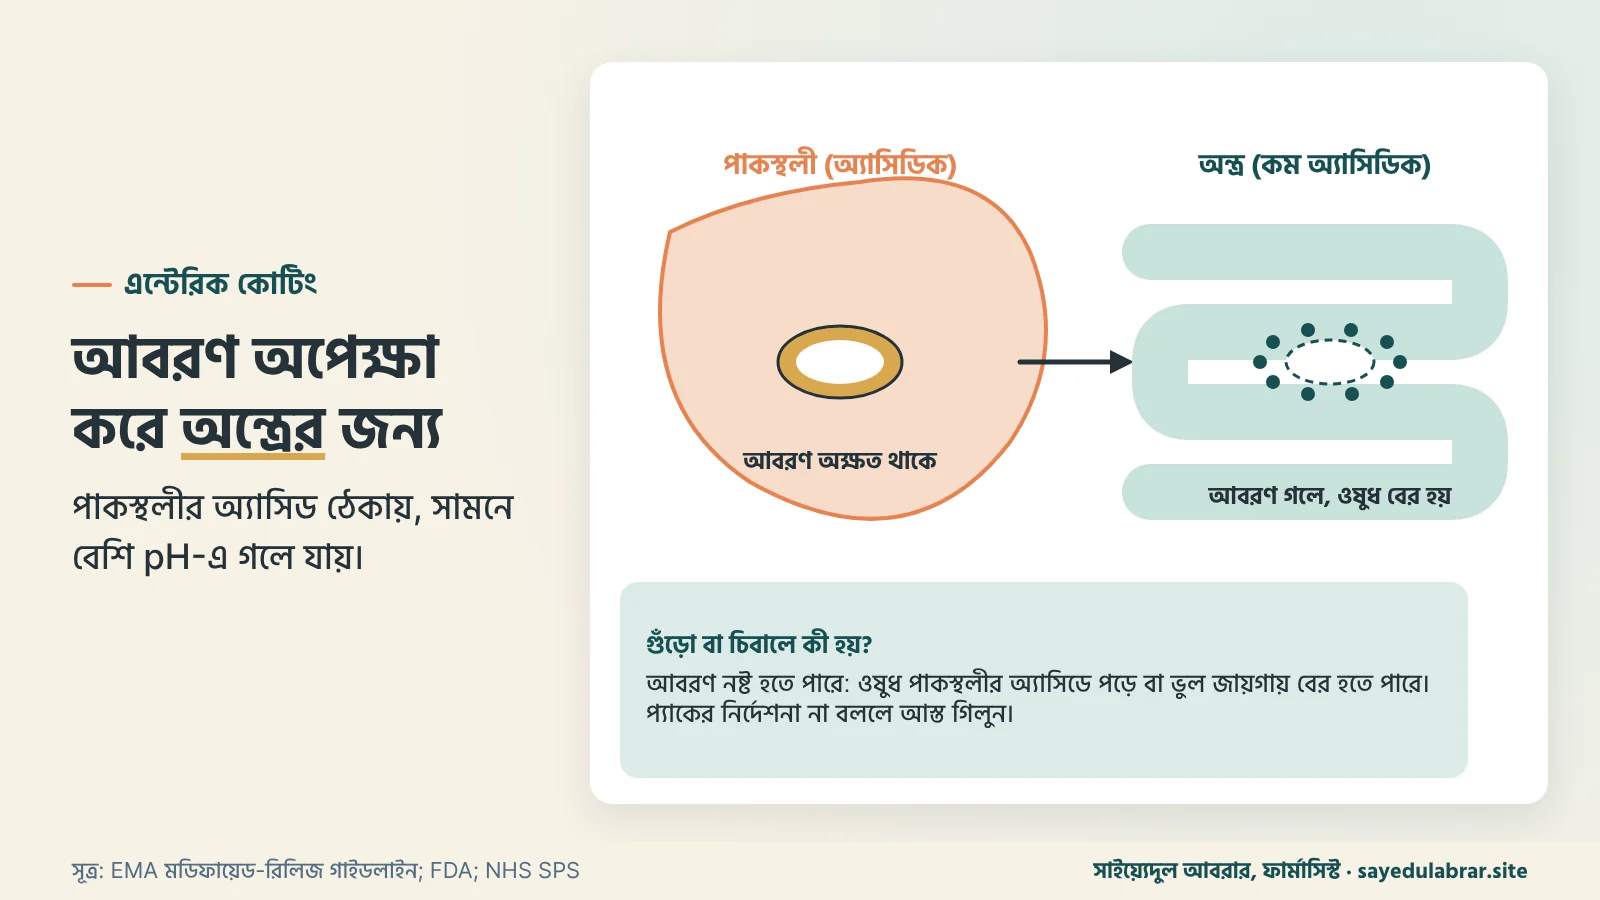 এন্টেরিক কোটিং
আবরণ অপেক্ষা
করে অন্ত্রের জন্য
পাকস্থলীর অ্যাসিড ঠেকায়, সামনে
বেশি pH-এ গলে যায়।
পাকস্থলী (অ্যাসিডিক)
অন্ত্র (কম অ্যাসিডিক)
আবরণ অক্ষত থাকে
আবরণ গলে, ওষুধ বের হয়
গুঁড়ো বা চিবালে কী হয়?
আবরণ নষ্ট হতে পারে: ওষুধ পাকস্থলীর অ্যাসিডে পড়ে বা ভুল জায়গায় বের হতে পারে।
প্যাকের নির্দেশনা না বললে আস্ত গিলুন।
সূত্র: EMA মডিফায়েড-রিলিজ গাইডলাইন; FDA; NHS SPS
সাইয়্যেদুল আবরার, ফার্মাসিস্ট · sayedulabrar.site